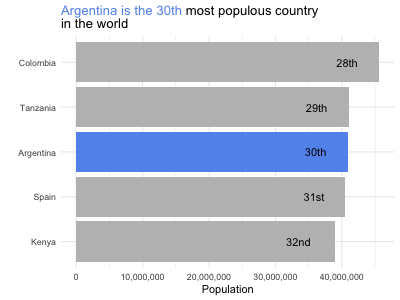 Argentina is the 30th most populous country
in the world
Colombia 28th
Tanzania 29th
Argentina 30th
Spain 31st
Kenya 32nd
0 10,000,000 20,000,000 30,000,000 40,000,000
Population